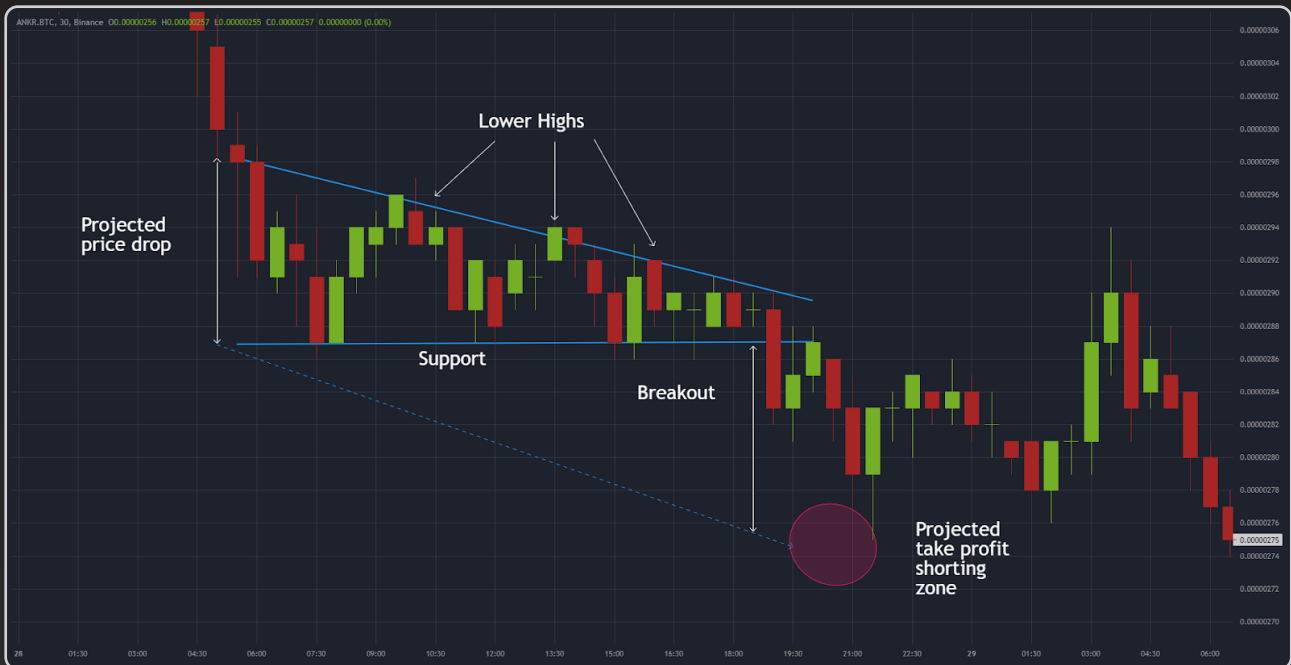 ANKR.BTC, 30, Binance O0.00000256 H0.00000257 L0.00000255 C0.00000257 0.00000000 (0.00%)
0.00000306
0.00000304
0.00000302
0.00000300
0.00000298
0.00000296
0.00000294
0.00000292
0.00000290
0.00000288
0.00000286
0.00000284
0.00000282
0.00000280
0.00000278
0.00000276
0.00000275
0.00000274
0.00000272
0.00000270
Lower Highs
Projected
price drop
Support
Breakout
Projected
take profit
shorting
zone
28 01:30 03:00 04:30 06:00 07:30 09:00 10:30 12:00 13:30 15:00 16:30 18:00 19:30 21:00 22:30 29 01:30 03:00 04:30 06:00